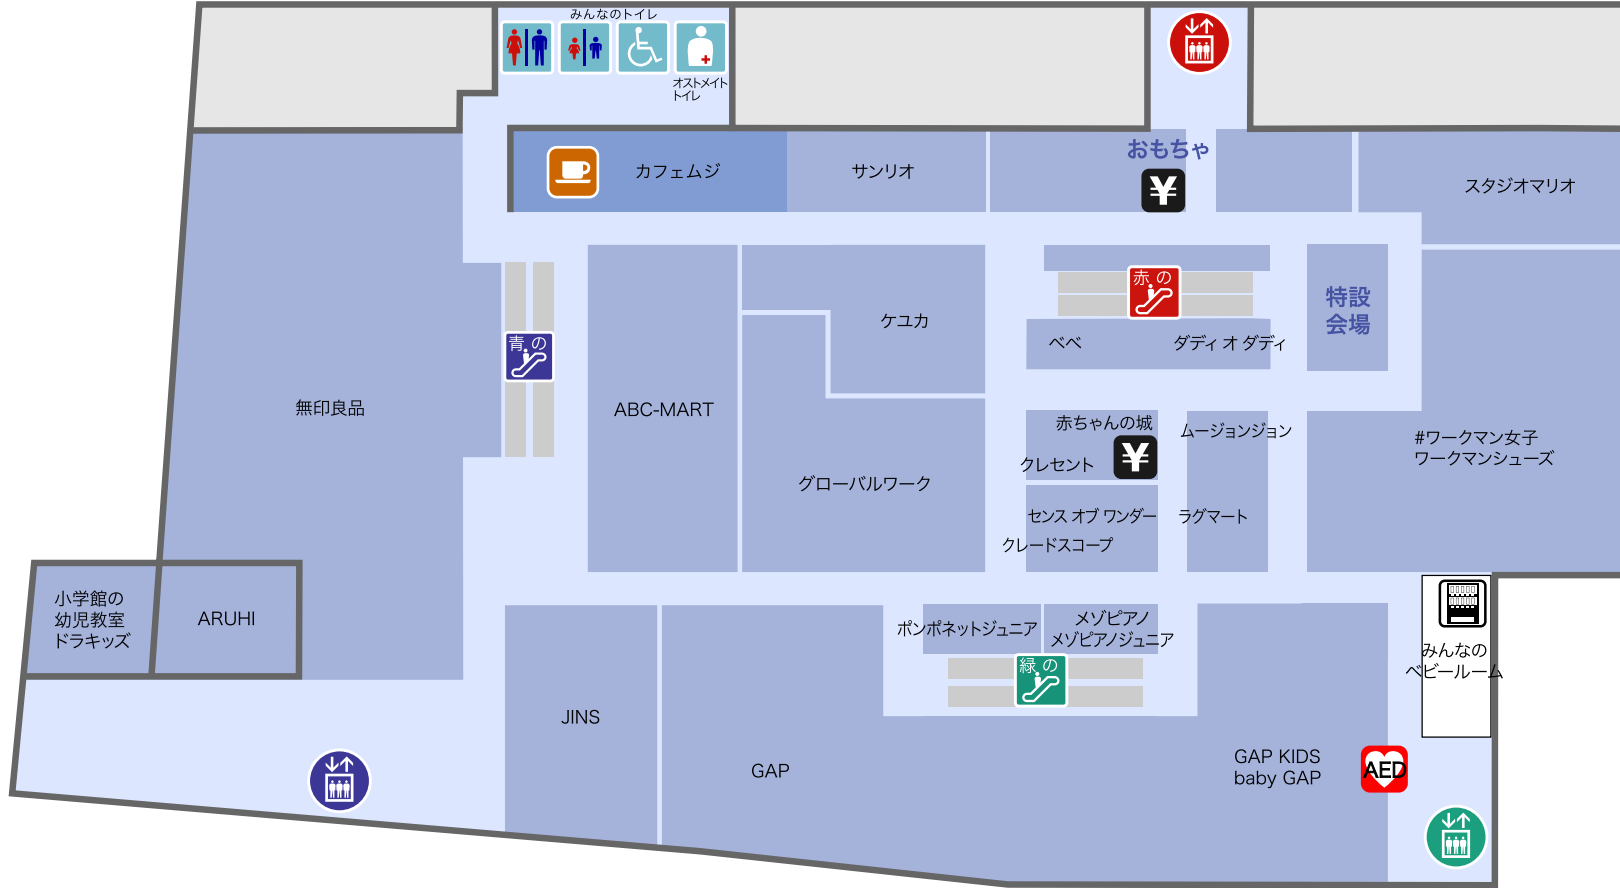 みんなのトイレ
オストメイト
トイレ
カフェムジ
サンリオ
おもちゃ
¥
スタジオマリオ
赤の
特設
会場
ケユカ
べべ
ダディ オ ダディ
青の
無印良品
ABC-MART
グローバルワーク
赤ちゃんの城
¥
クレセント
ムージョンジョン
#ワークマン女子
ワークマンシューズ
センス オブ ワンダー
クレードスコープ
ラグマート
小学館の
幼児教室
ドラキッズ
ARUHI
ポンポネットジュニア
メゾピアノ
メゾピアノジュニア
緑の
みんなの
ベビールーム
JINS
GAP
GAP KIDS
baby GAP
AED